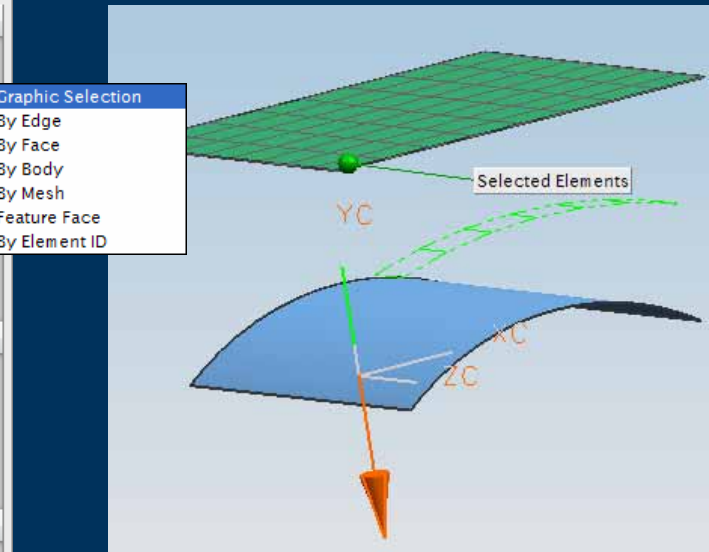 Graphic Selection
By Edge
By Face
By Body
By Mesh
Feature Face
By Element ID
Selected Elements
YC
XC
ZC